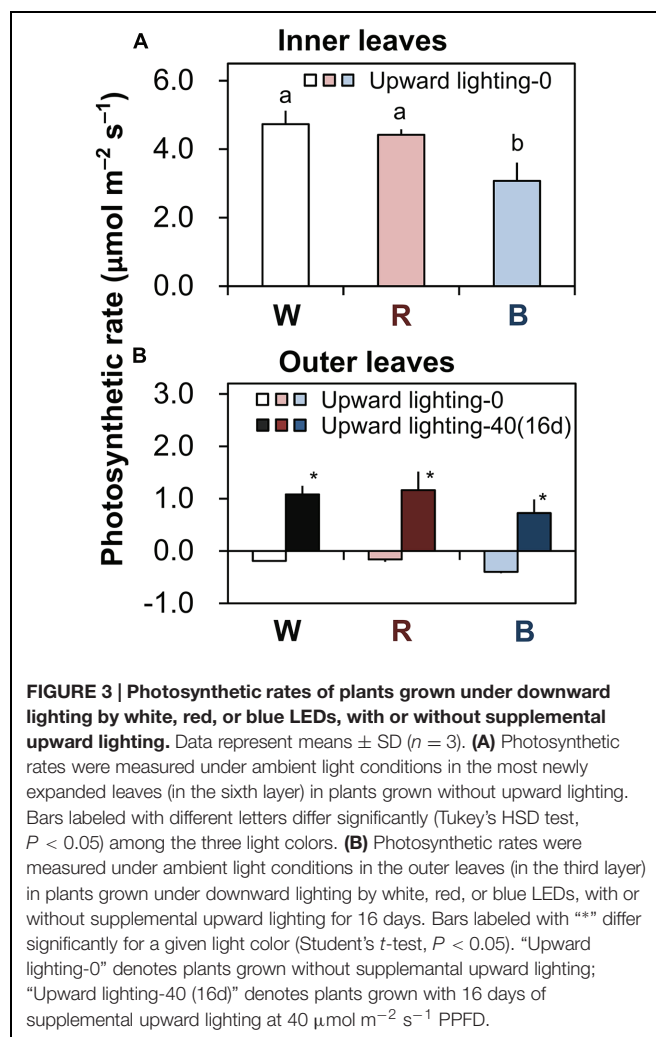 A
Inner leaves
Upward lighting-0
6.0
4.0
2.0
0.0
a
a
b
W
R
B
Photosynthetic rate (µmol m−2 s−1)
B
Outer leaves
Upward lighting-0
Upward lighting-40(16d)
3.0
2.0
1.0
0.0
-1.0
*
*
*
W
R
B
FIGURE 3 | Photosynthetic rates of plants grown under downward
lighting by white, red, or blue LEDs, with or without supplemental
upward lighting. Data represent means ± SD (n = 3). (A) Photosynthetic
rates were measured under ambient light conditions in the most newly
expanded leaves (in the sixth layer) in plants grown without upward lighting.
Bars labeled with different letters differ significantly (Tukey's HSD test,
P < 0.05) among the three light colors. (B) Photosynthetic rates were
measured under ambient light conditions in the outer leaves (in the third layer)
in plants grown under downward lighting by white, red, or blue LEDs, with or
without supplemental upward lighting for 16 days. Bars labeled with “*” differ
significantly for a given light color (Student's t-test, P < 0.05). “Upward
lighting-0” denotes plants grown without supplemantal upward lighting;
“Upward lighting-40 (16d)” denotes plants grown with 16 days of
supplemental upward lighting at 40 µmol m−2 s−1 PPFD.